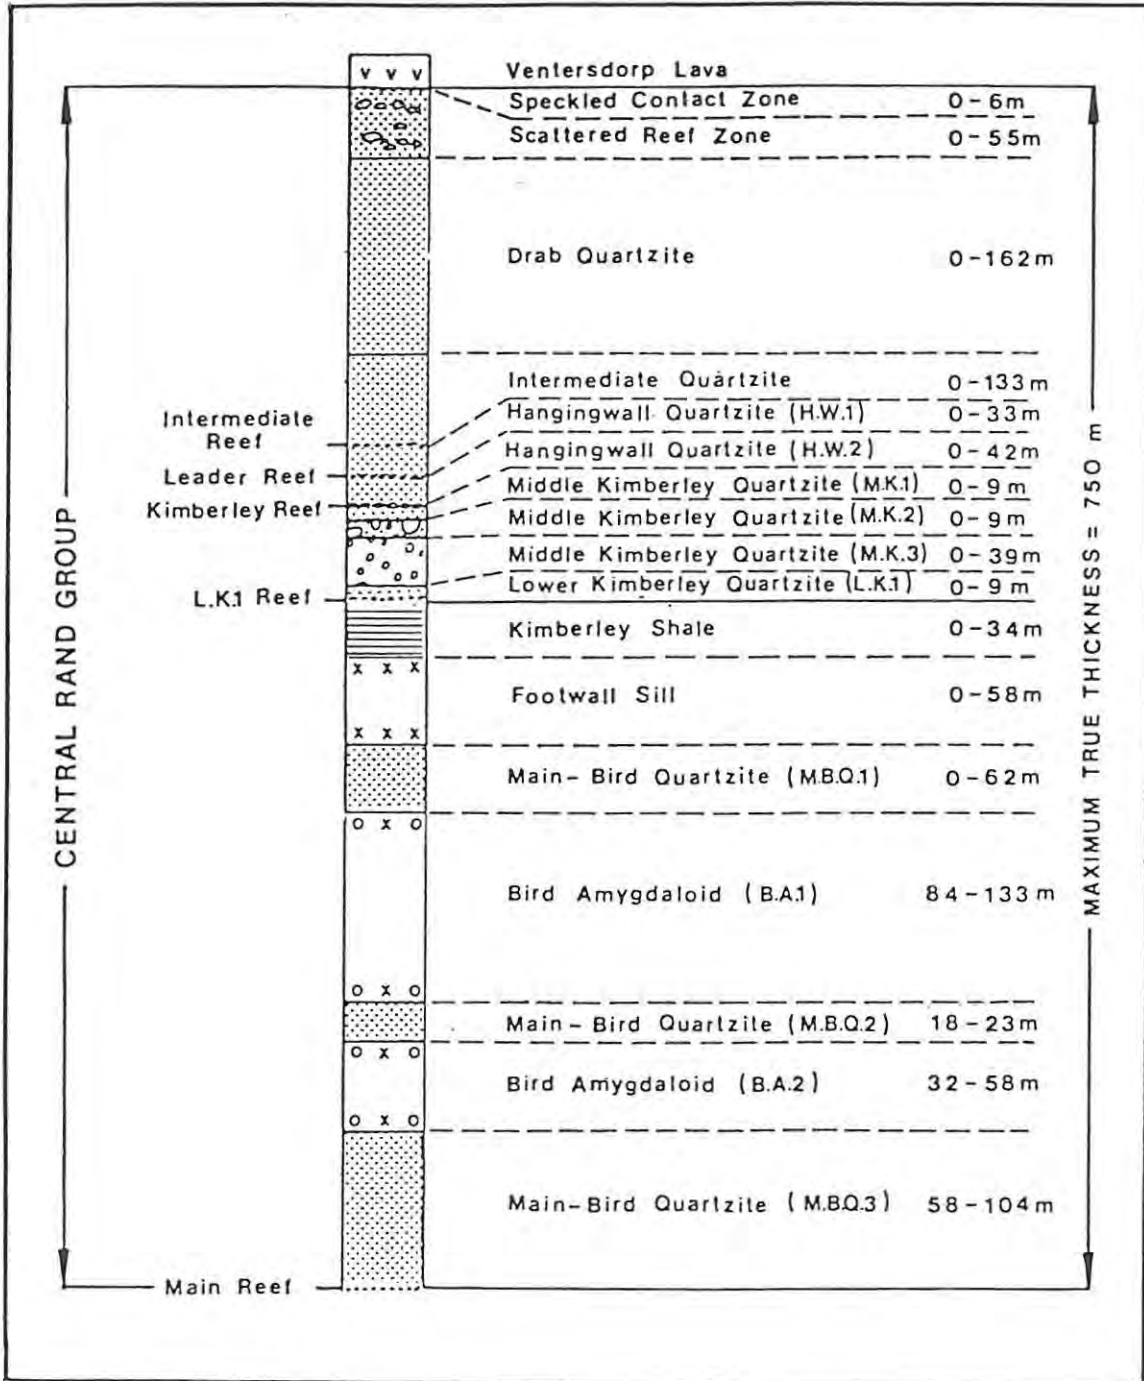 v v v
Ventersdorp Lava
Speckled Contact Zone 0-6m
Scattered Reef Zone 0-55m
Drab Quartzite 0-162m
Intermediate Quartzite 0-133m
Intermediate
Reef
Hangingwall Quartzite (H.W.1) 0-33m
Leader Reef
Hangingwall Quartzite (H.W.2) 0-42m
Kimberley Reef
Middle Kimberley Quartzite (M.K.1) 0-9m
Middle Kimberley Quartzite (M.K.2) 0-9m
Middle Kimberley Quartzite (M.K.3) 0-39m
L.K.1 Reef
Lower Kimberley Quartzite (L.K.1) 0-9m
Kimberley Shale 0-34m
x x x
Footwall Sill 0-58m
x x x
Main-Bird Quartzite (M.B.Q.1) 0-62m
o x o
Bird Amygdaloid (B.A.1) 84-133m
o x o
Main-Bird Quartzite (M.B.Q.2) 18-23m
o x o
Bird Amygdaloid (B.A.2) 32-58m
o x o
Main-Bird Quartzite (M.B.Q.3) 58-104m
Main Reef
CENTRAL RAND GROUP
MAXIMUM TRUE THICKNESS = 750 m